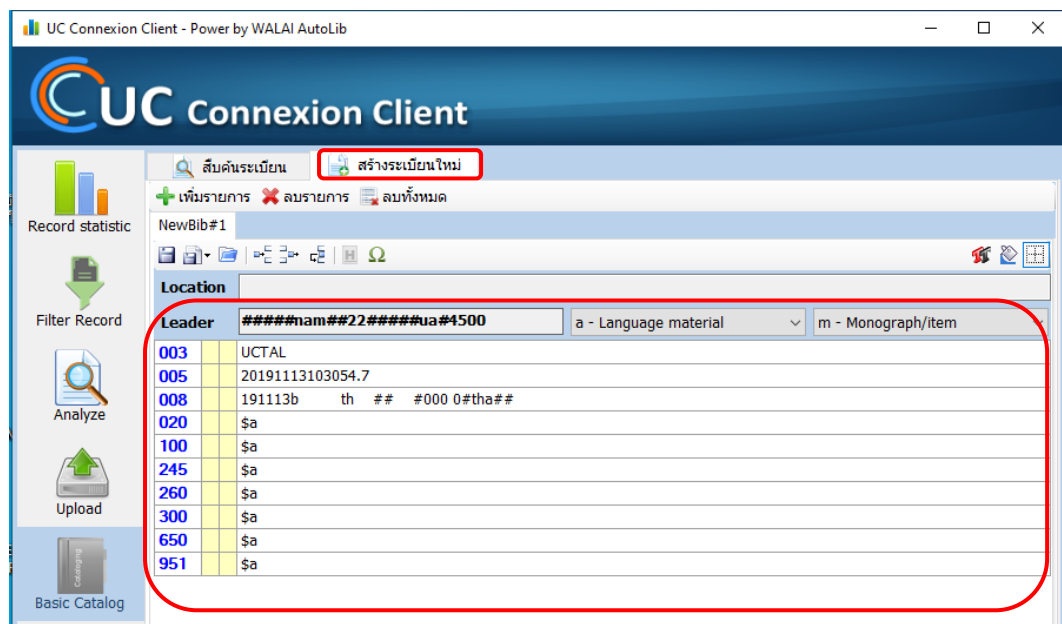 UC Connexion Client - Power by WALAI AutoLib
UC Connexion Client
สืบค้นระเบียน สร้างระเบียนใหม่
เพิ่มรายการ ลบรายการ ลบทั้งหมด
Record statistic
NewBib#1
H Ω
Location
Filter Record
Leader #####nam##22#####ua#4500 a - Language material m - Monograph/item
003 UCTAL
005 20191113103054.7
008 191113b th ## #000 0#tha##
Analyze
020 $a
100 $a
245 $a
260 $a
Upload
300 $a
650 $a
951 $a
Cataloging
Basic Catalog